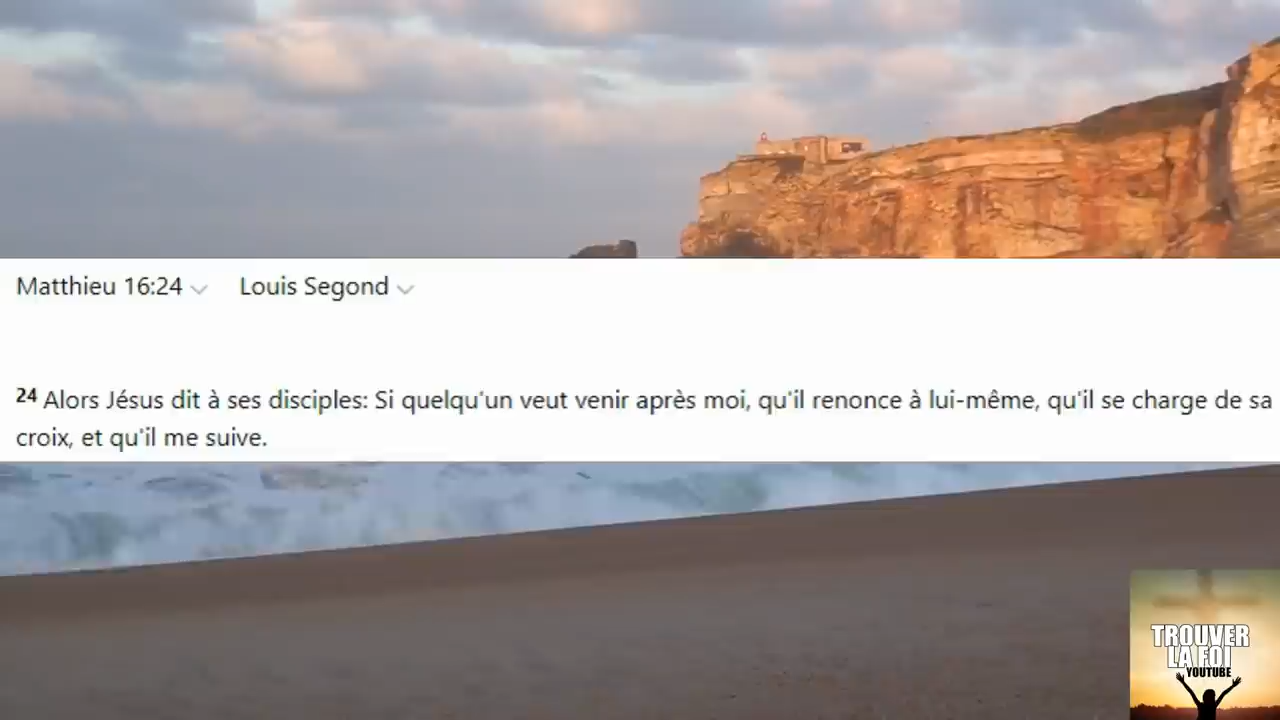 Matthieu 16:24 Louis Segond
24 Alors Jésus dit à ses disciples: Si quelqu'un veut venir après moi, qu'il renonce à lui-même, qu'il se charge de sa
croix, et qu'il me suive.
TROUVER
LA FOI
YOUTUBE